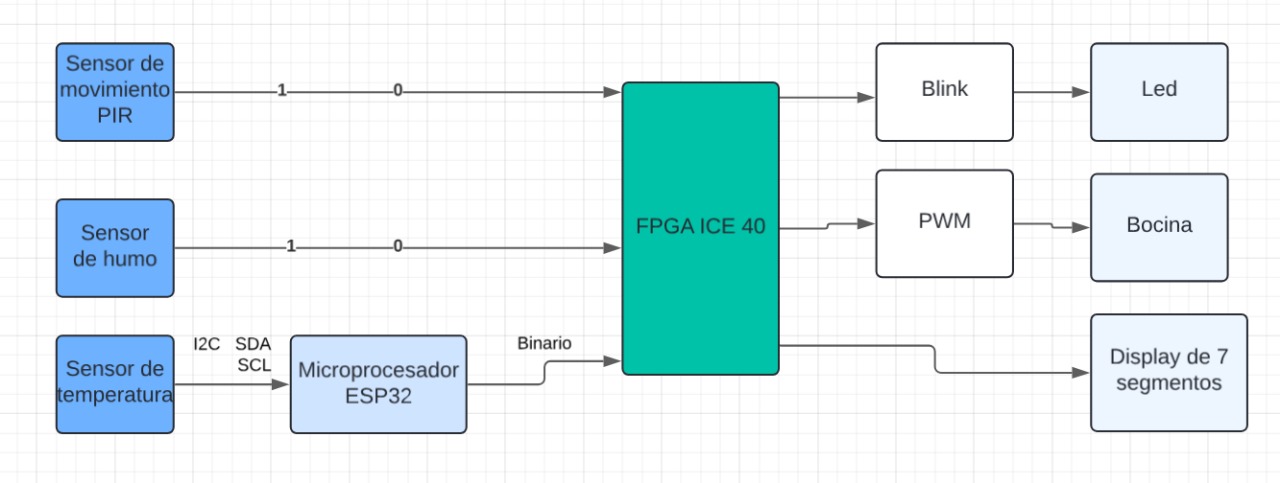 Sensor de
movimiento
PIR
1
0
Blink
Led
Sensor
de humo
1
0
FPGA ICE 40
PWM
Bocina
Sensor de
temperatura
I2C SDA
SCL
Microprocesador
ESP32
Binario
Display de 7
segmentos